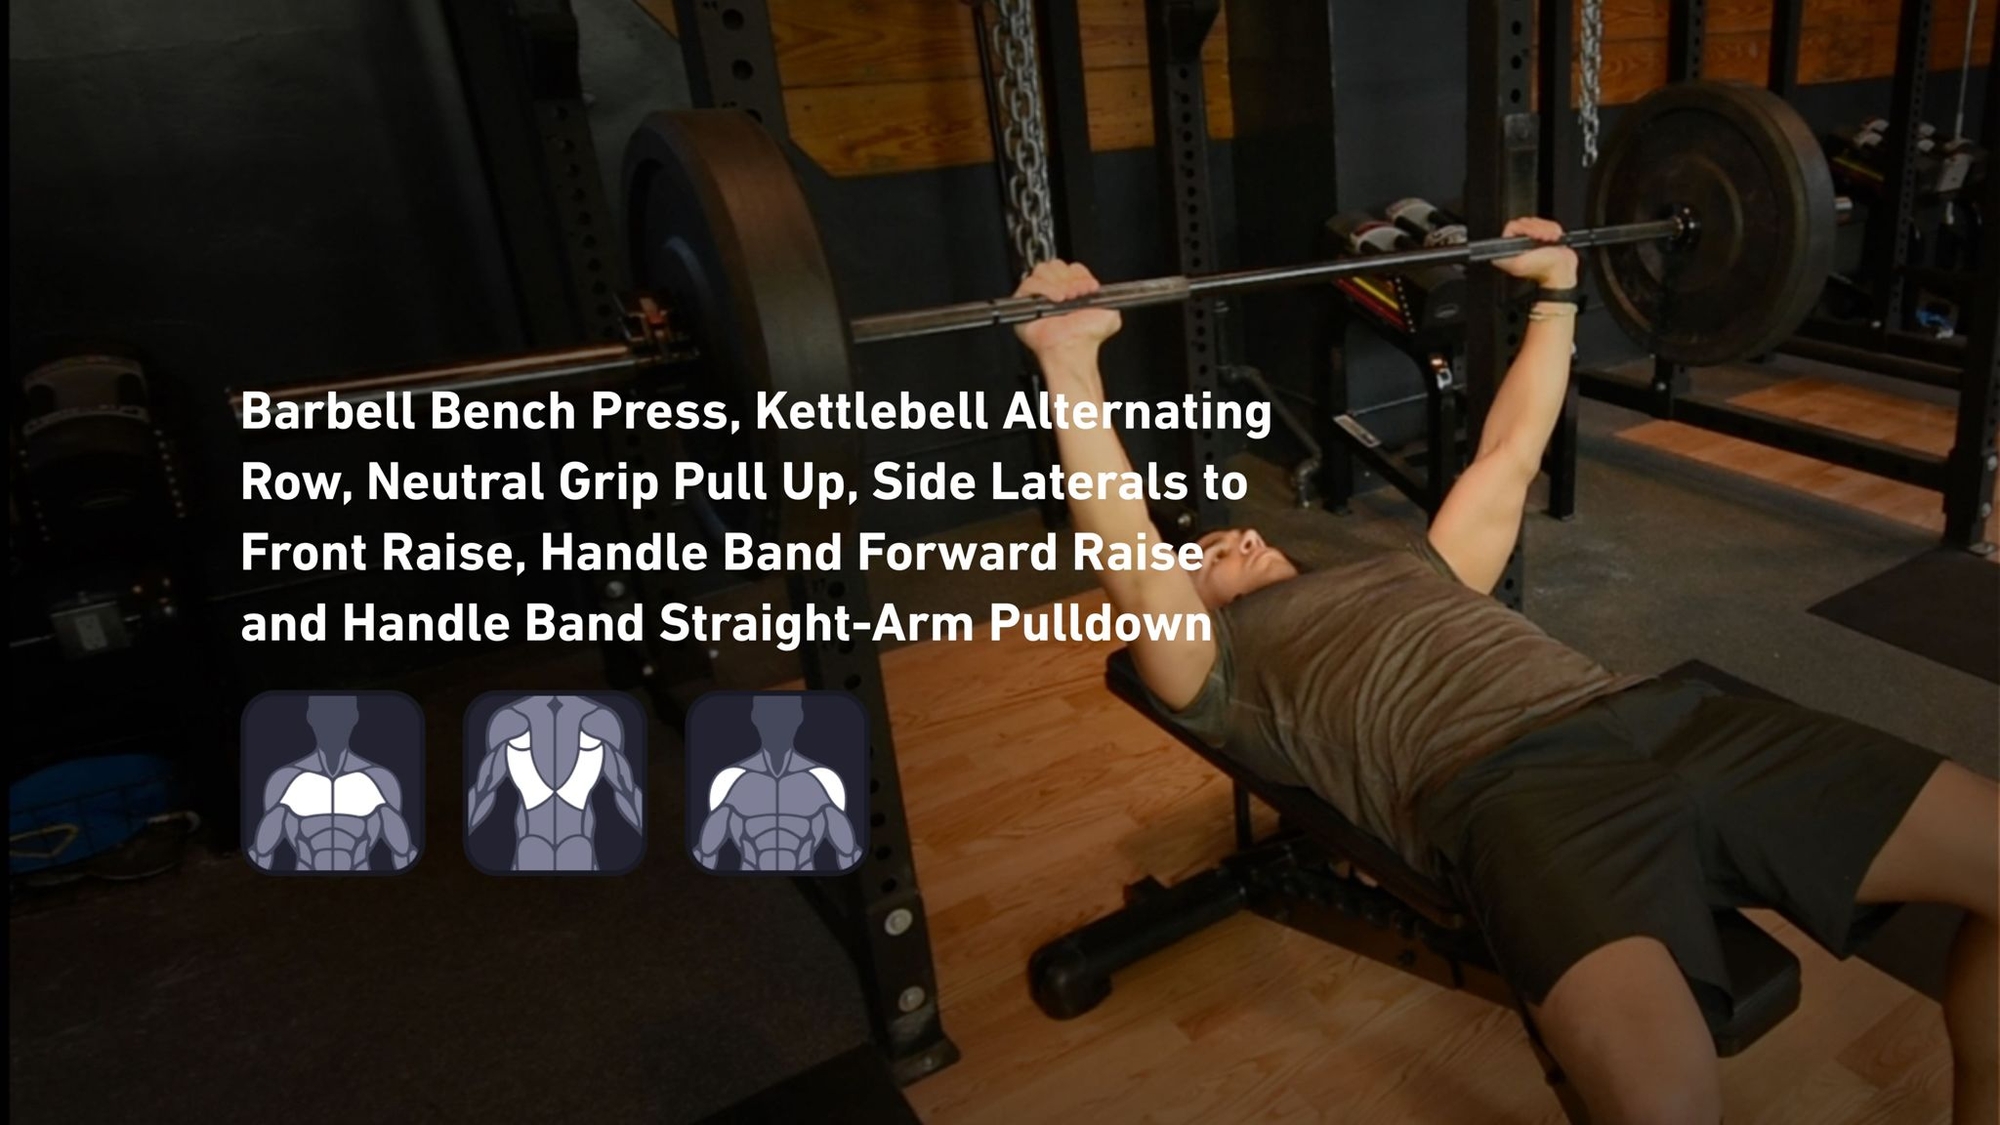 Barbell Bench Press, Kettlebell Alternating
Row, Neutral Grip Pull Up, Side Laterals to
Front Raise, Handle Band Forward Raise
and Handle Band Straight-Arm Pulldown